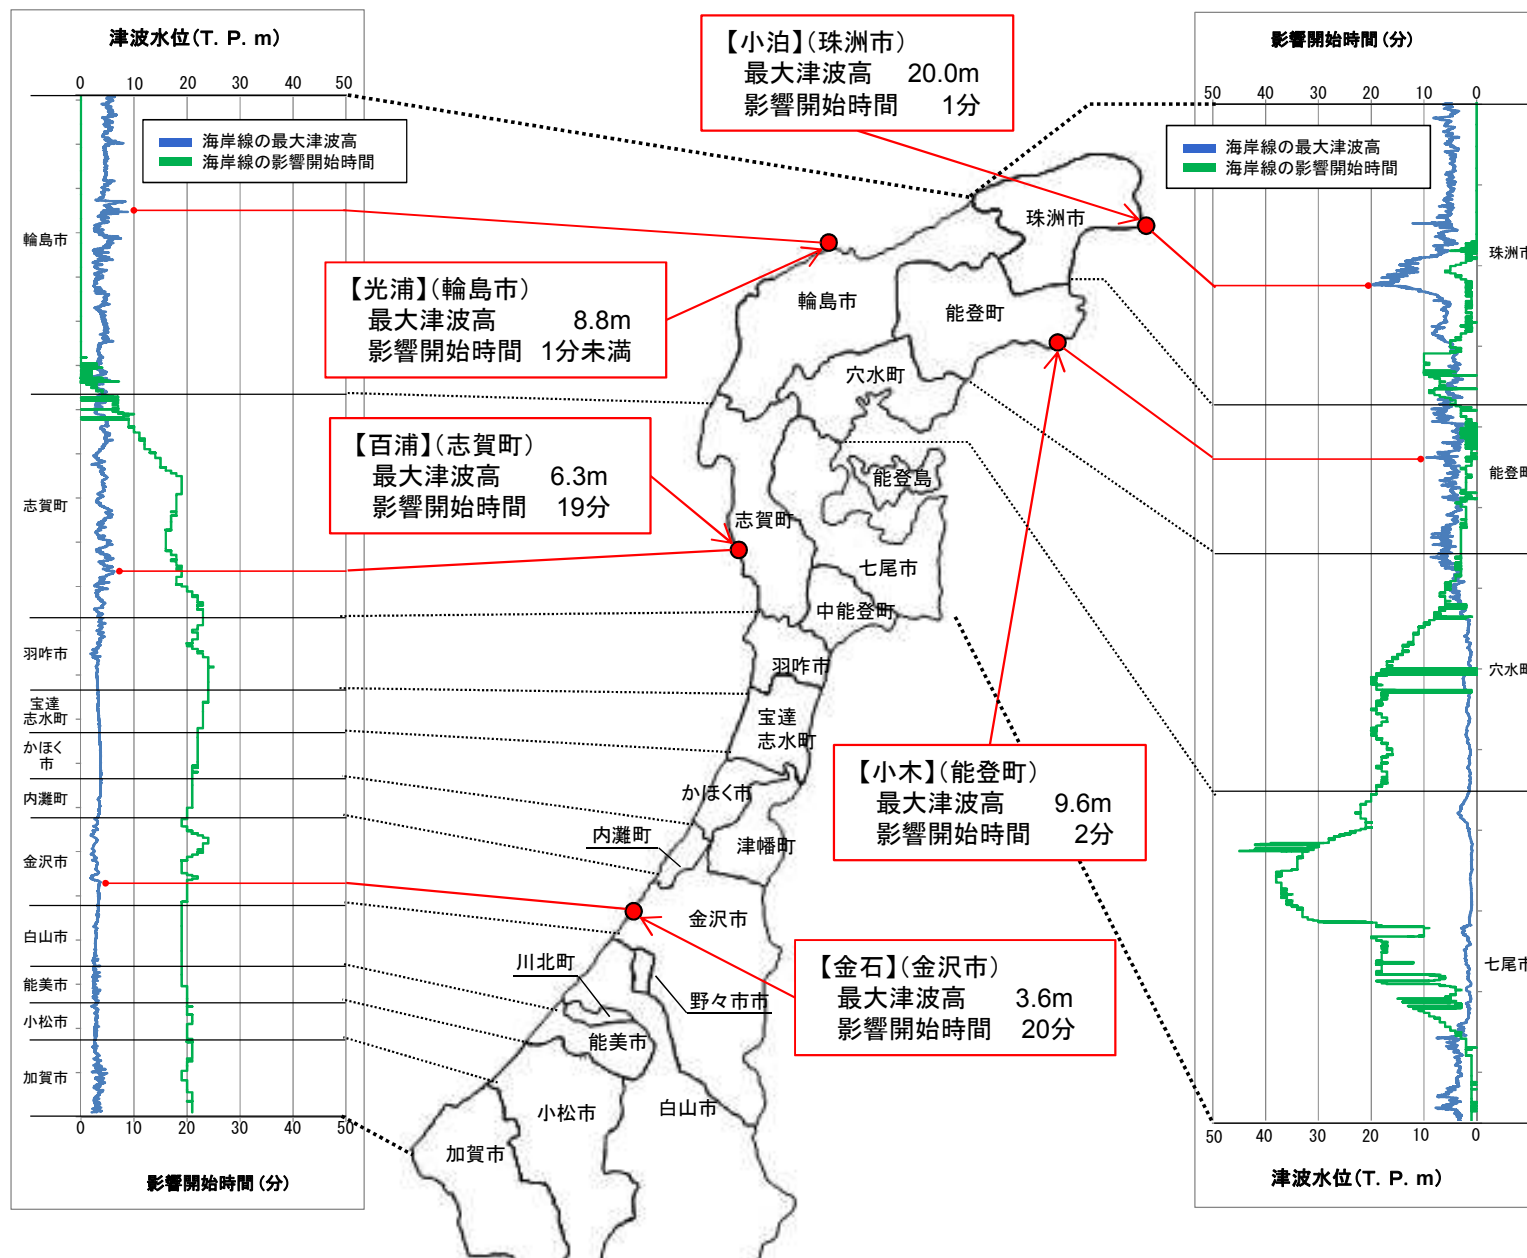 津波水位(T. P. m)
0 10 20 30 40 50
海岸線の最大津波高
海岸線の影響開始時間
輪島市
志賀町
羽咋市
宝達
志水町
かほく
市
内灘町
金沢市
白山市
能美市
小松市
加賀市
0 10 20 30 40 50
影響開始時間(分)
【小泊】(珠洲市)
最大津波高 20.0m
影響開始時間 1分
【光浦】(輪島市)
最大津波高 8.8m
影響開始時間 1分未満
【百浦】(志賀町)
最大津波高 6.3m
影響開始時間 19分
【小木】(能登町)
最大津波高 9.6m
影響開始時間 2分
【金石】(金沢市)
最大津波高 3.6m
影響開始時間 20分
珠洲市
輪島市
能登町
穴水町
能登島
志賀町
七尾市
中能登町
羽咋市
宝達
志水町
かほく市
内灘町
津幡町
金沢市
川北町
野々市市
能美市
小松市
白山市
加賀市
影響開始時間(分)
50 40 30 20 10 0
海岸線の最大津波高
海岸線の影響開始時間
珠洲市
能登町
穴水町
七尾市
50 40 30 20 10 0
津波水位(T. P. m)